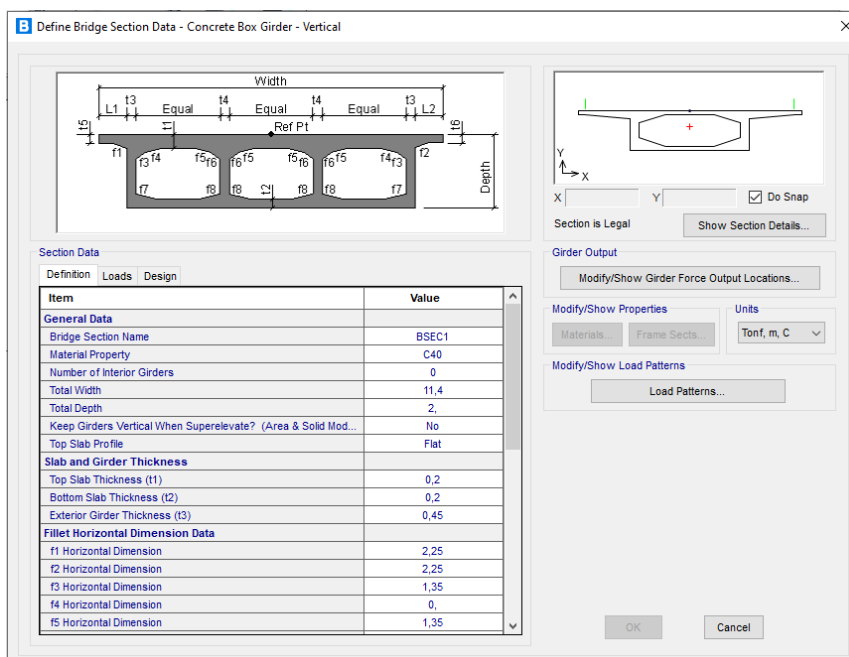 B Define Bridge Section Data - Concrete Box Girder - Vertical
Width
L1 t3 Equal t4 Equal t4 Equal t3 L2
t5 t1 Ref Pt t6
f1 f3 f4 f5 f6 f6 f5 f5 f6 f6 f5 f4 f3 f2
f7 f8 f8 t2 f8 f8 f7
Depth
Y
X
X Y Do Snap
Section is Legal Show Section Details...
Section Data
Definition Loads Design
Item Value
General Data
Bridge Section Name BSEC1
Material Property C40
Number of Interior Girders 0
Total Width 11,4
Total Depth 2,
Keep Girders Vertical When Superelevate? (Area & Solid Mod... No
Top Slab Profile Flat
Slab and Girder Thickness
Top Slab Thickness (t1) 0,2
Bottom Slab Thickness (t2) 0,2
Exterior Girder Thickness (t3) 0,45
Fillet Horizontal Dimension Data
f1 Horizontal Dimension 2,25
f2 Horizontal Dimension 2,25
f3 Horizontal Dimension 1,35
f4 Horizontal Dimension 0,
f5 Horizontal Dimension 1,35
Girder Output
Modify/Show Girder Force Output Locations...
Modify/Show Properties
Materials... Frame Sects...
Units
Tonf, m, C
Modify/Show Load Patterns
Load Patterns...
OK Cancel